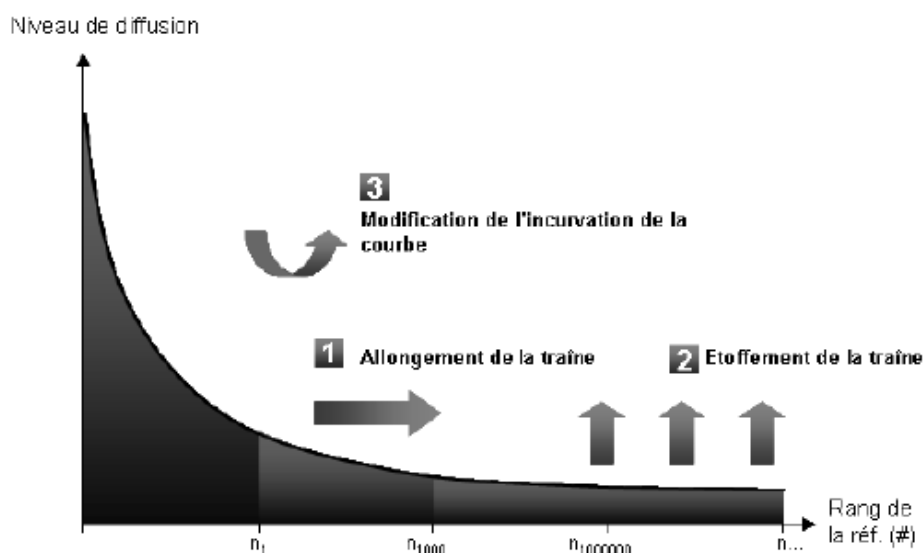 Niveau de diffusion
3
Modification de l'incurvation de la
courbe
1 Allongement de la traîne
2 Etoffement de la traîne
n1 n1000 n1000000 n...
Rang de
la réf. (#)